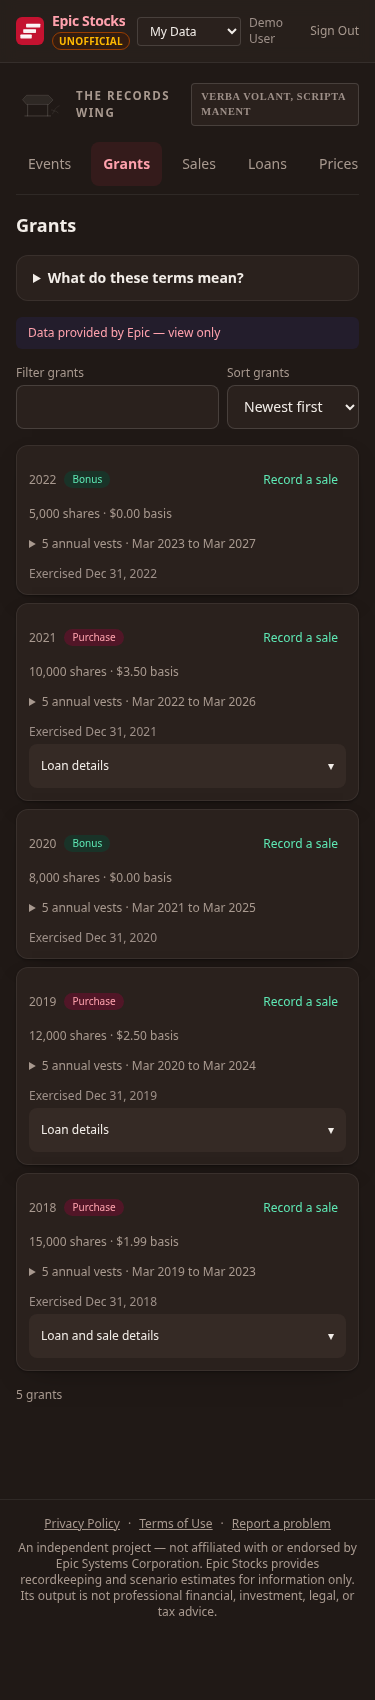 Epic Stocks
UNOFFICIAL
My Data
Demo User
Sign Out
THE RECORDS WING
VERBA VOLANT, SCRIPTA MANENT
Events
Grants
Sales
Loans
Prices
Grants
▶ What do these terms mean?
Data provided by Epic — view only
Filter grants
Sort grants
Newest first
2022 Bonus Record a sale
5,000 shares · $0.00 basis
▶ 5 annual vests · Mar 2023 to Mar 2027
Exercised Dec 31, 2022
2021 Purchase Record a sale
10,000 shares · $3.50 basis
▶ 5 annual vests · Mar 2022 to Mar 2026
Exercised Dec 31, 2021
Loan details ▾
2020 Bonus Record a sale
8,000 shares · $0.00 basis
▶ 5 annual vests · Mar 2021 to Mar 2025
Exercised Dec 31, 2020
2019 Purchase Record a sale
12,000 shares · $2.50 basis
▶ 5 annual vests · Mar 2020 to Mar 2024
Exercised Dec 31, 2019
Loan details ▾
2018 Purchase Record a sale
15,000 shares · $1.99 basis
▶ 5 annual vests · Mar 2019 to Mar 2023
Exercised Dec 31, 2018
Loan and sale details ▾
5 grants
Privacy Policy · Terms of Use · Report a problem
An independent project — not affiliated with or endorsed by
Epic Systems Corporation. Epic Stocks provides
recordkeeping and scenario estimates for information only.
Its output is not professional financial, investment, legal, or
tax advice.